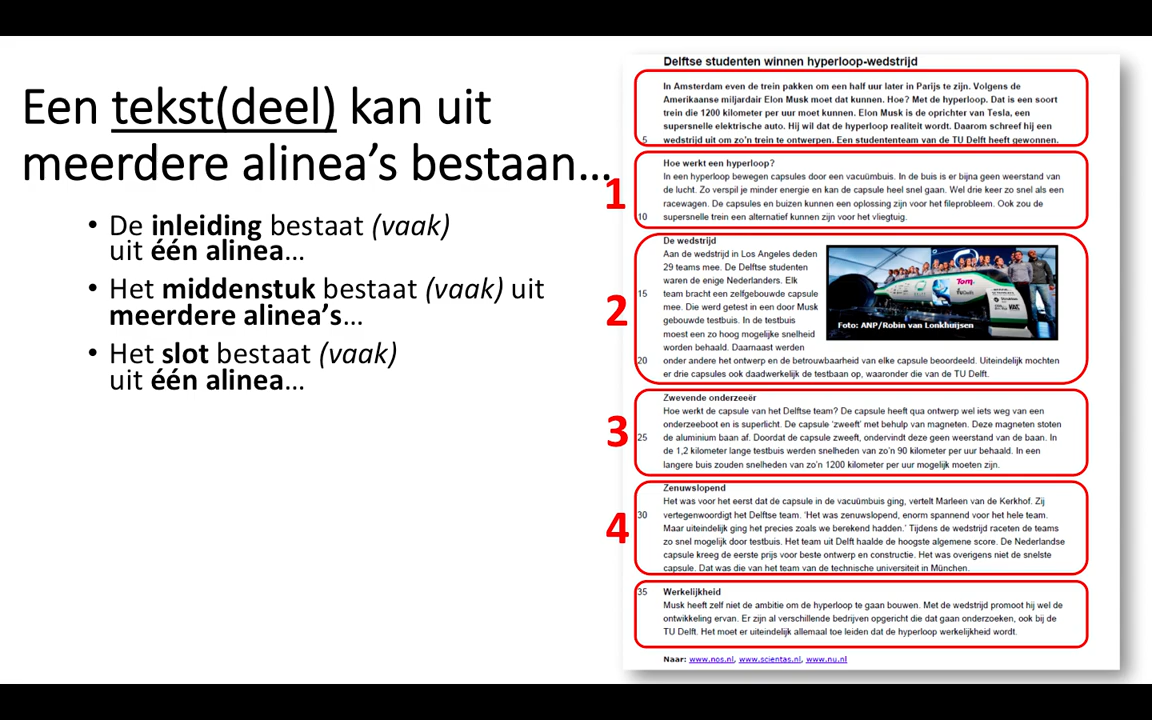 Een tekst(deel) kan uit
meerdere alinea's bestaan...
• De inleiding bestaat (vaak)
uit één alinea...
• Het middenstuk bestaat (vaak) uit
meerdere alinea's...
• Het slot bestaat (vaak)
uit één alinea...
Delftse studenten winnen hyperloop-wedstrijd
In Amsterdam even de trein pakken om een half uur later in Parijs te zijn. Volgens de
Amerikaanse miljardair Elon Musk moet dat kunnen. Hoe? Met de hyperloop. Dat is een soort
trein die 1200 kilometer per uur moet kunnen. Elon Musk is de oprichter van Tesla, een
supersnelle elektrische auto. Hij wil dat de hyperloop realiteit wordt. Daarom schreef hij een
5 wedstrijd uit om zo'n trein te ontwerpen. Een studententeam van de TU Delft heeft gewonnen.
1
Hoe werkt een hyperloop?
In een hyperloop bewegen capsules door een vacuümbuis. In de buis is er bijna geen weerstand van
de lucht. Zo verspil je minder energie en kan de capsule heel snel gaan. Wel drie keer zo snel als een
racewagen. De capsules en buizen kunnen een oplossing zijn voor het fileprobleem. Ook zou de
10 supersnelle trein een alternatief kunnen zijn voor het vliegtuig.
2
De wedstrijd
Aan de wedstrijd in Los Angeles deden
29 teams mee. De Delftse studenten
waren de enige Nederlanders. Elk
15 team bracht een zelfgebouwde capsule
mee. Die werd getest in een door Musk
gebouwde testbuis. In de testbuis
moest een zo hoog mogelijke snelheid
worden behaald. Daarnaast werden
20 onder andere het ontwerp en de betrouwbaarheid van elke capsule beoordeeld. Uiteindelijk mochten
er drie capsules ook daadwerkelijk de testbaan op, waaronder die van de TU Delft.
Tom.
Foto: ANP/Robin van Lonkhuijsen
3
Zwevende onderzeeër
Hoe werkt de capsule van het Delftse team? De capsule heeft qua ontwerp wel iets weg van een
onderzeeboot en is superlicht. De capsule 'zweeft' met behulp van magneten. Deze magneten stoten
25 de aluminium baan af. Doordat de capsule zweeft, ondervindt deze geen weerstand van de baan. In
de 1,2 kilometer lange testbuis werden snelheden van zo'n 90 kilometer per uur behaald. In een
langere buis zouden snelheden van zo'n 1200 kilometer per uur mogelijk moeten zijn.
4
Zenuwslopend
Het was voor het eerst dat de capsule in de vacuümbuis ging, vertelt Marleen van de Kerkhof. Zij
30 vertegenwoordigt het Delftse team. 'Het was zenuwslopend, enorm spannend voor het hele team.
Maar uiteindelijk ging het precies zoals we berekend hadden.' Tijdens de wedstrijd raceten de teams
zo snel mogelijk door testbuis. Het team uit Delft haalde de hoogste algemene score. De Nederlandse
capsule kreeg de eerste prijs voor beste ontwerp en constructie. Het was overigens niet de snelste
capsule. Dat was die van het team van de technische universiteit in München.
35 Werkelijkheid
Musk heeft zelf niet de ambitie om de hyperloop te gaan bouwen. Met de wedstrijd promoot hij wel de
ontwikkeling ervan. Er zijn al verschillende bedrijven opgericht die dat gaan onderzoeken, ook bij de
TU Delft. Het moet er uiteindelijk allemaal toe leiden dat de hyperloop werkelijkheid wordt.
Naar: www.nos.nl, www.scientas.nl, www.nu.nl